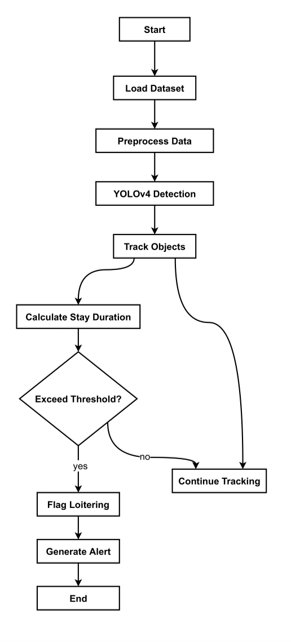 Start
Load Dataset
Preprocess Data
YOLOv4 Detection
Track Objects
Calculate Stay Duration
Exceed Threshold?
no
yes
Continue Tracking
Flag Loitering
Generate Alert
End